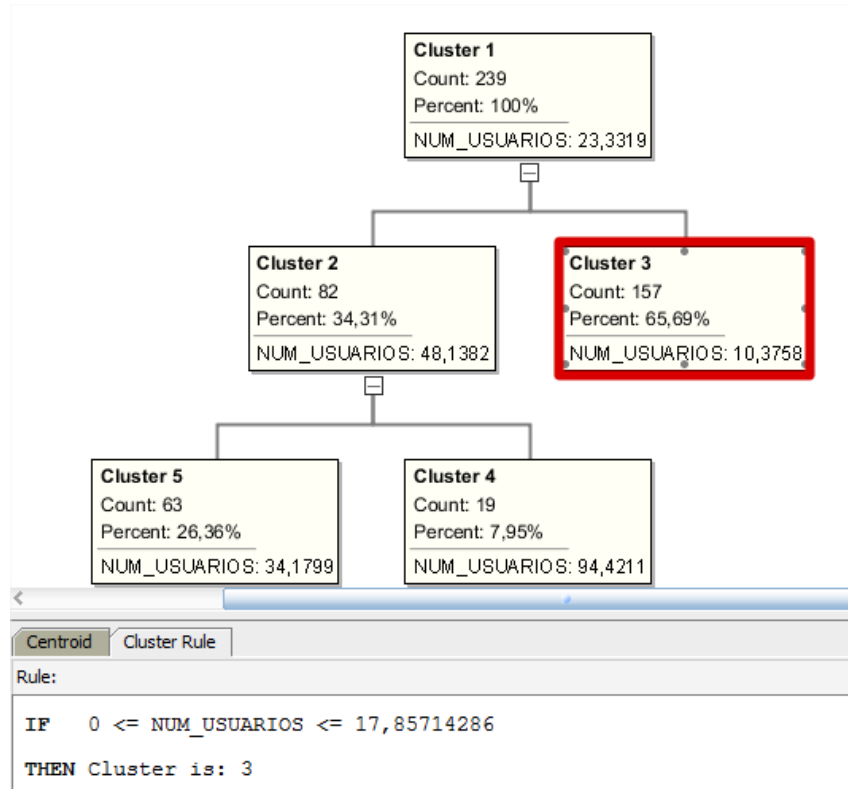 Cluster 1
Count: 239
Percent: 100%
NUM_USUARIOS: 23,3319
Cluster 2
Count: 82
Percent: 34,31%
NUM_USUARIOS: 48,1382
Cluster 3
Count: 157
Percent: 65,69%
NUM_USUARIOS: 10,3758
Cluster 5
Count: 63
Percent: 26,36%
NUM_USUARIOS: 34,1799
Cluster 4
Count: 19
Percent: 7,95%
NUM_USUARIOS: 94,4211
Centroid
Cluster Rule
Rule:
IF 0 <= NUM_USUARIOS <= 17,85714286
THEN Cluster is: 3